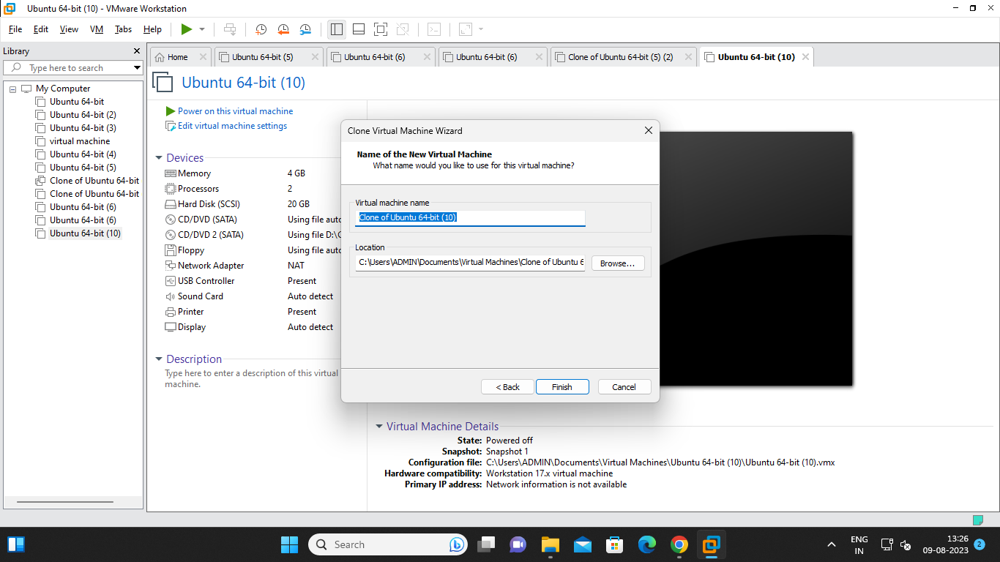 Ubuntu 64-bit (10) - VMware Workstation
File Edit View VM Tabs Help
Library
Type here to search
My Computer
Ubuntu 64-bit
Ubuntu 64-bit (2)
Ubuntu 64-bit (3)
virtual machine
Ubuntu 64-bit (4)
Ubuntu 64-bit (5)
Clone of Ubuntu 64-bit
Clone of Ubuntu 64-bit
Ubuntu 64-bit (6)
Ubuntu 64-bit (6)
Ubuntu 64-bit (10)
Home Ubuntu 64-bit (5) Ubuntu 64-bit (6) Ubuntu 64-bit (6) Clone of Ubuntu 64-bit (5) (2) Ubuntu 64-bit (10)
Ubuntu 64-bit (10)
Power on this virtual machine
Edit virtual machine settings
Devices
Memory 4 GB
Processors 2
Hard Disk (SCSI) 20 GB
CD/DVD (SATA) Using file auto
CD/DVD 2 (SATA) Using file D:\C
Floppy Using file auto
Network Adapter NAT
USB Controller Present
Sound Card Auto detect
Printer Present
Display Auto detect
Description
Type here to enter a description of this virtual
machine.
Clone Virtual Machine Wizard
Name of the New Virtual Machine
What name would you like to use for this virtual machine?
Virtual machine name
Clone of Ubuntu 64-bit (10)
Location
C:\Users\ADMIN\Documents\Virtual Machines\Clone of Ubuntu 6
Browse...
< Back Finish Cancel
Virtual Machine Details
State: Powered off
Snapshot: Snapshot 1
Configuration file: C:\Users\ADMIN\Documents\Virtual Machines\Ubuntu 64-bit (10)\Ubuntu 64-bit (10).vmx
Hardware compatibility: Workstation 17.x virtual machine
Primary IP address: Network information is not available
Search
ENG
IN
13:26
09-08-2023
2